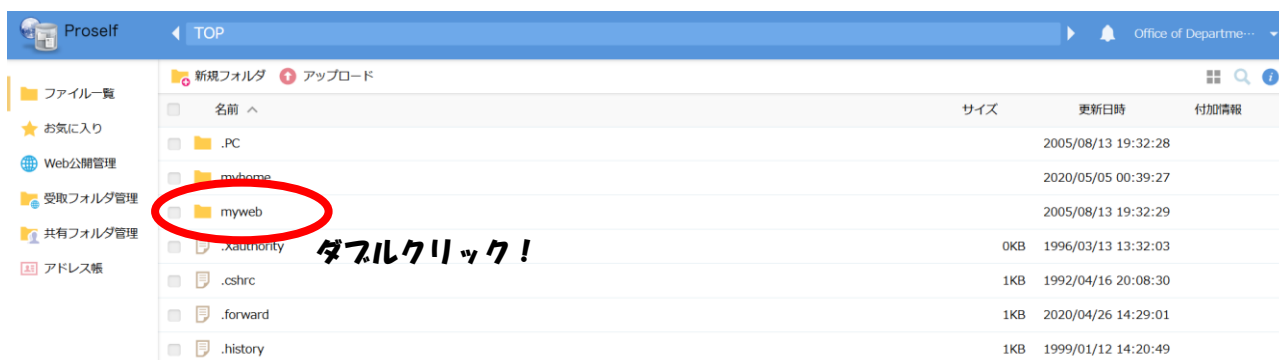 Proself
TOP
Office of Departme…
新規フォルダ アップロード
ファイル一覧
お気に入り
Web公開管理
受取フォルダ管理
共有フォルダ管理
アドレス帳
名前 サイズ 更新日時 付加情報
.PC 2005/08/13 19:32:28
myhome 2020/05/05 00:39:27
myweb 2005/08/13 19:32:29
ダブルクリック！
.Xauthority 0KB 1996/03/13 13:32:03
.cshrc 1KB 1992/04/16 20:08:30
.forward 1KB 2020/04/26 14:29:01
.history 1KB 1999/01/12 14:20:49